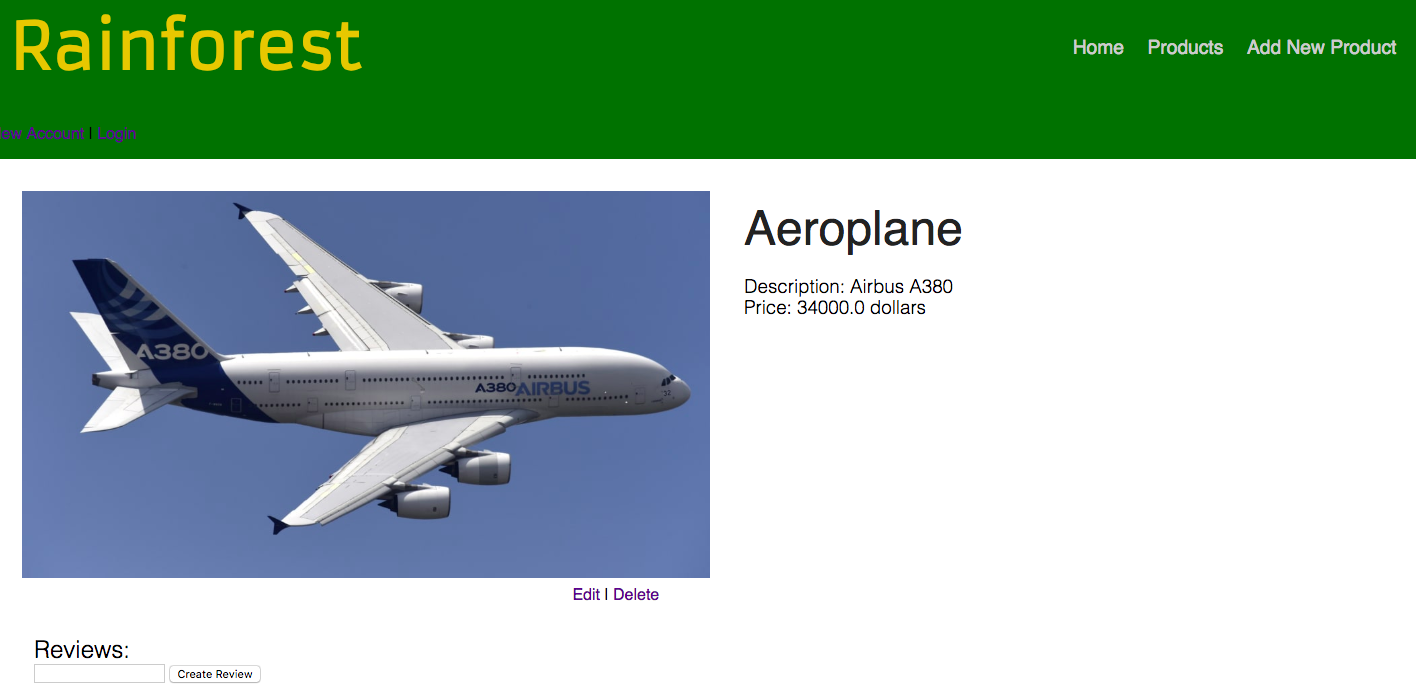 Rainforest
Home Products Add New Product
ew Account | Login
A380
A380 AIRBUS
Aeroplane
Description: Airbus A380
Price: 34000.0 dollars
Edit | Delete
Reviews:
Create Review